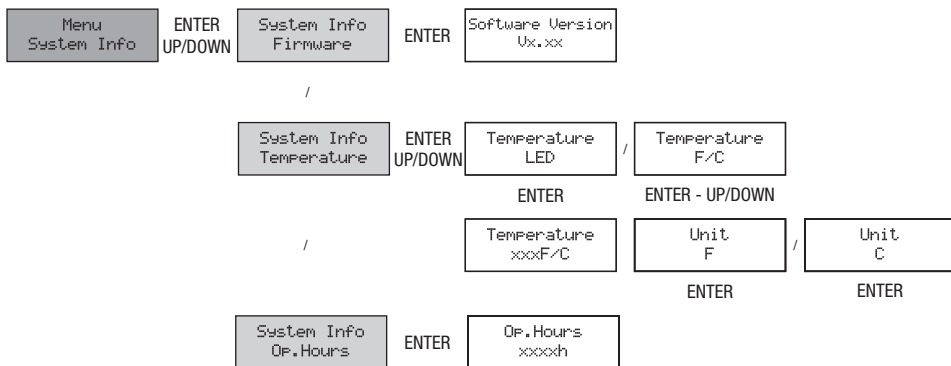 Menu
System Info
ENTER
UP/DOWN
System Info
Firmware
ENTER
Software Version
Vx.xx
/
System Info
Temperature
ENTER
UP/DOWN
Temperature
LED
/
Temperature
F/C
ENTER
ENTER - UP/DOWN
/
Temperature
xxxF/C
Unit
F
/
Unit
C
ENTER
ENTER
System Info
Op.Hours
ENTER
Op.Hours
xxxxh